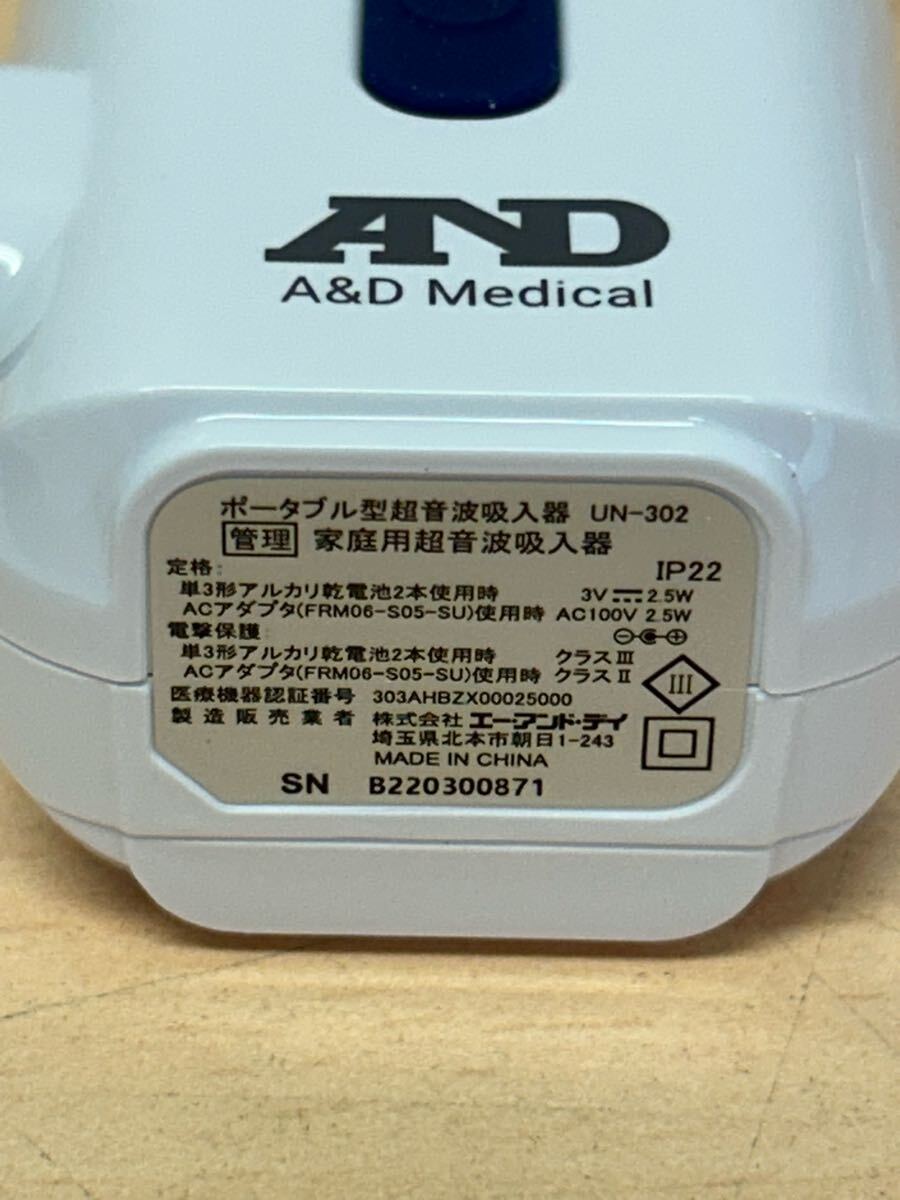 AND
A&D Medical
ポータブル型超音波吸入器 UN-302
管理 家庭用超音波吸入器
定格: IP22
単3形アルカリ乾電池2本使用時 3V 2.5W
ACアダプタ(FRM06-S05-SU)使用時 AC100V 2.5W
電撃保護:
単3形アルカリ乾電池2本使用時 クラスⅢ
ACアダプタ(FRM06-S05-SU)使用時 クラスⅡ
III
医療機器認証番号 303AHBZX00025000
製造販売業者 株式会社 エー・アンド・デイ
埼玉県北本市朝日1-243
MADE IN CHINA
SN B220300871